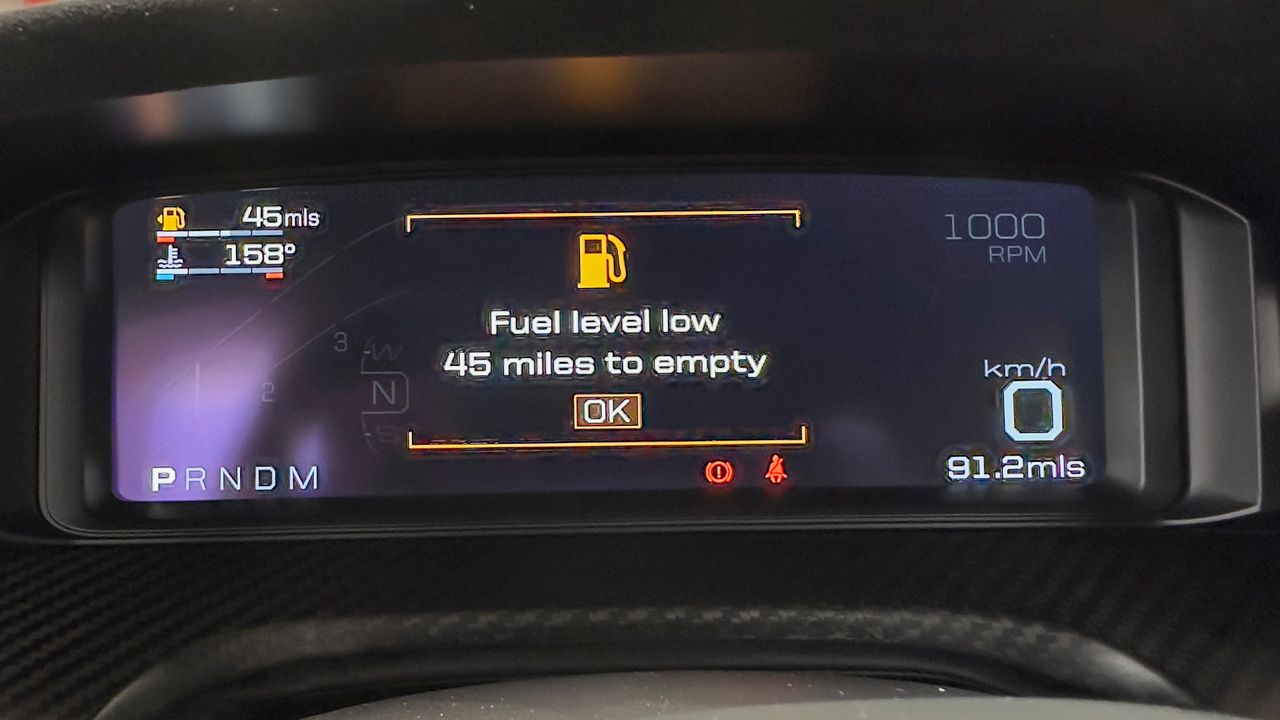 45mls
158°
1000
RPM
Fuel level low
45 miles to empty
OK
3
2
W
N
S
km/h
0
91.2mls
PRNDM